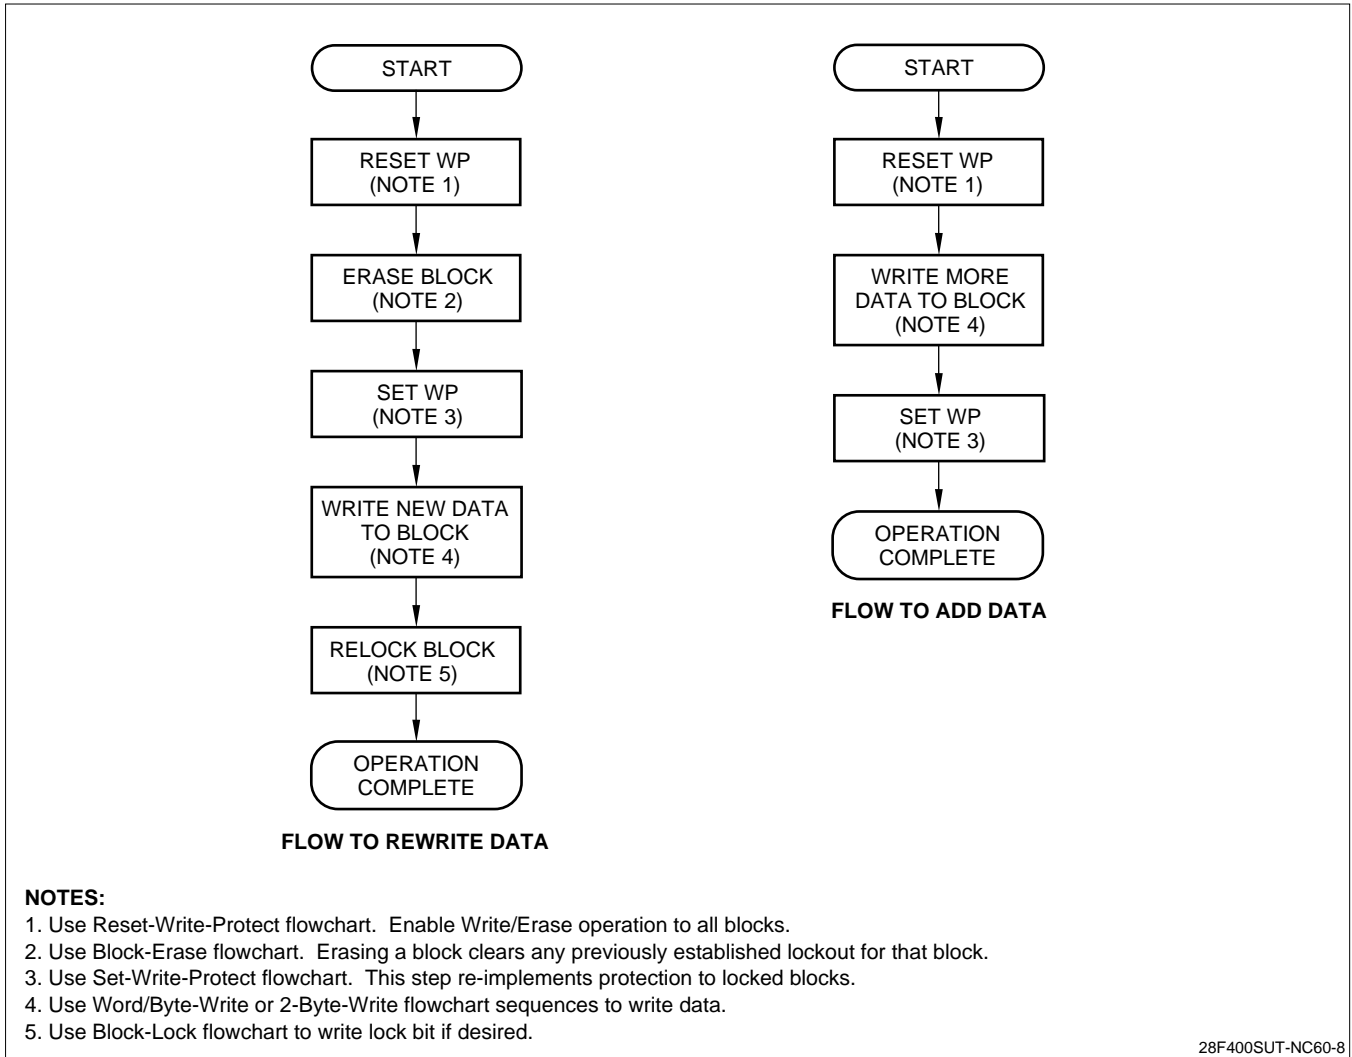 START
RESET WP
(NOTE 1)
ERASE BLOCK
(NOTE 2)
SET WP
(NOTE 3)
WRITE NEW DATA
TO BLOCK
(NOTE 4)
RELOCK BLOCK
(NOTE 5)
OPERATION
COMPLETE
FLOW TO REWRITE DATA
START
RESET WP
(NOTE 1)
WRITE MORE
DATA TO BLOCK
(NOTE 4)
SET WP
(NOTE 3)
OPERATION
COMPLETE
FLOW TO ADD DATA
NOTES:
1. Use Reset-Write-Protect flowchart. Enable Write/Erase operation to all blocks.
2. Use Block-Erase flowchart. Erasing a block clears any previously established lockout for that block.
3. Use Set-Write-Protect flowchart. This step re-implements protection to locked blocks.
4. Use Word/Byte-Write or 2-Byte-Write flowchart sequences to write data.
5. Use Block-Lock flowchart to write lock bit if desired.
28F400SUT-NC60-8